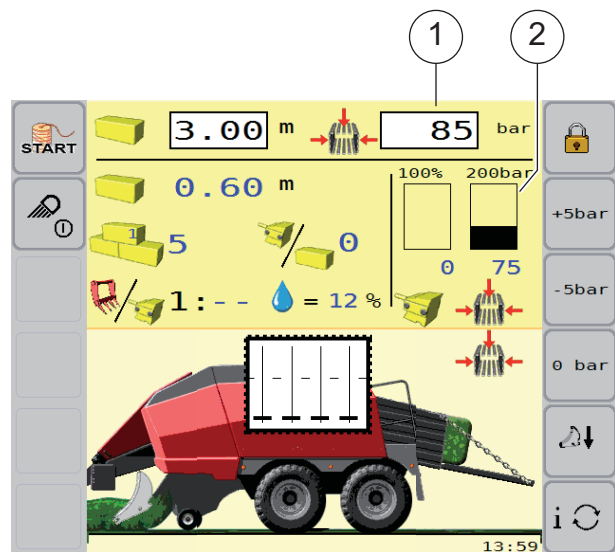 1 2
START 3.00 m 85 bar
0.60 m 100% 200bar
+5bar
1 5 0
0 75
-5bar
1:-- = 12 %
0 bar
i
13:59